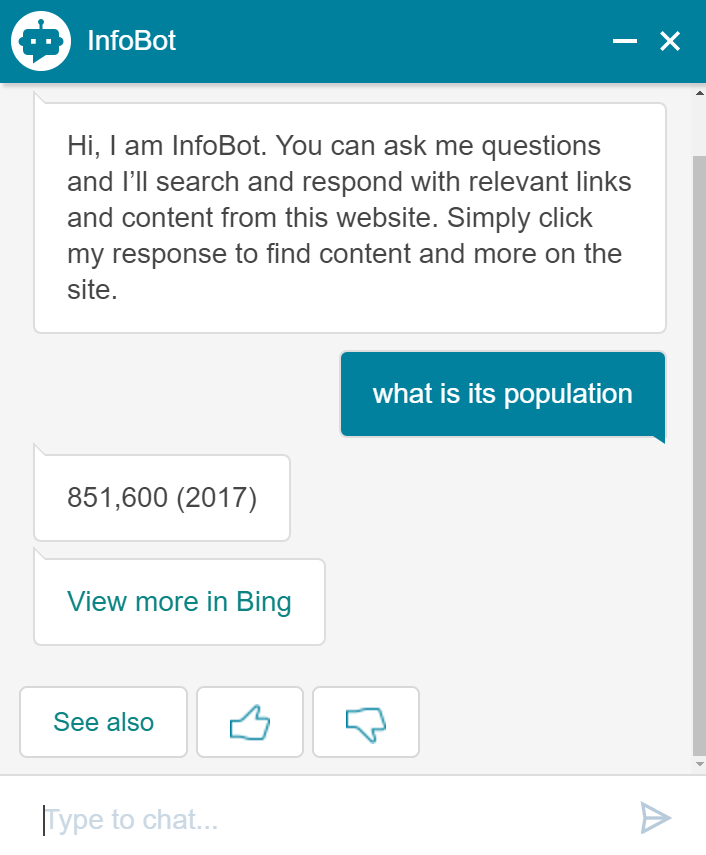 InfoBot
Hi, I am InfoBot. You can ask me questions
and I’ll search and respond with relevant links
and content from this website. Simply click
my response to find content and more on the
site.
what is its population
851,600 (2017)
View more in Bing
See also
Type to chat...